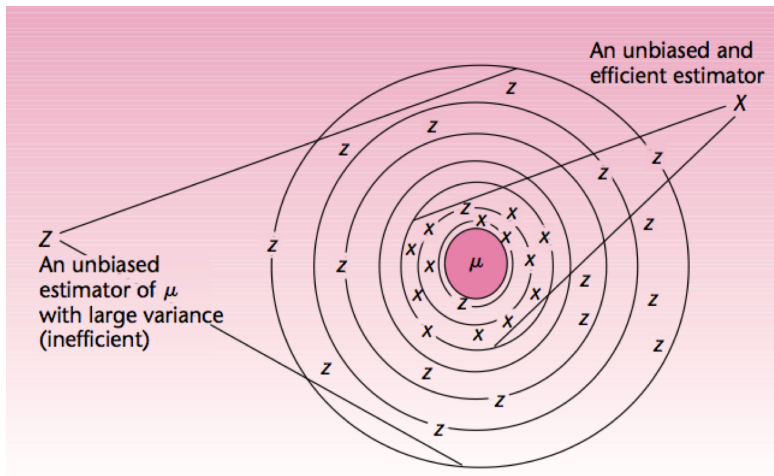 An unbiased and
efficient estimator
X
Z
An unbiased
estimator of μ
with large variance
(inefficient)
z
z
z
z
z
z x
x
x z
x x
z x
x
z x μ
z
x x
z z
x z
x x
z
z z
z
z